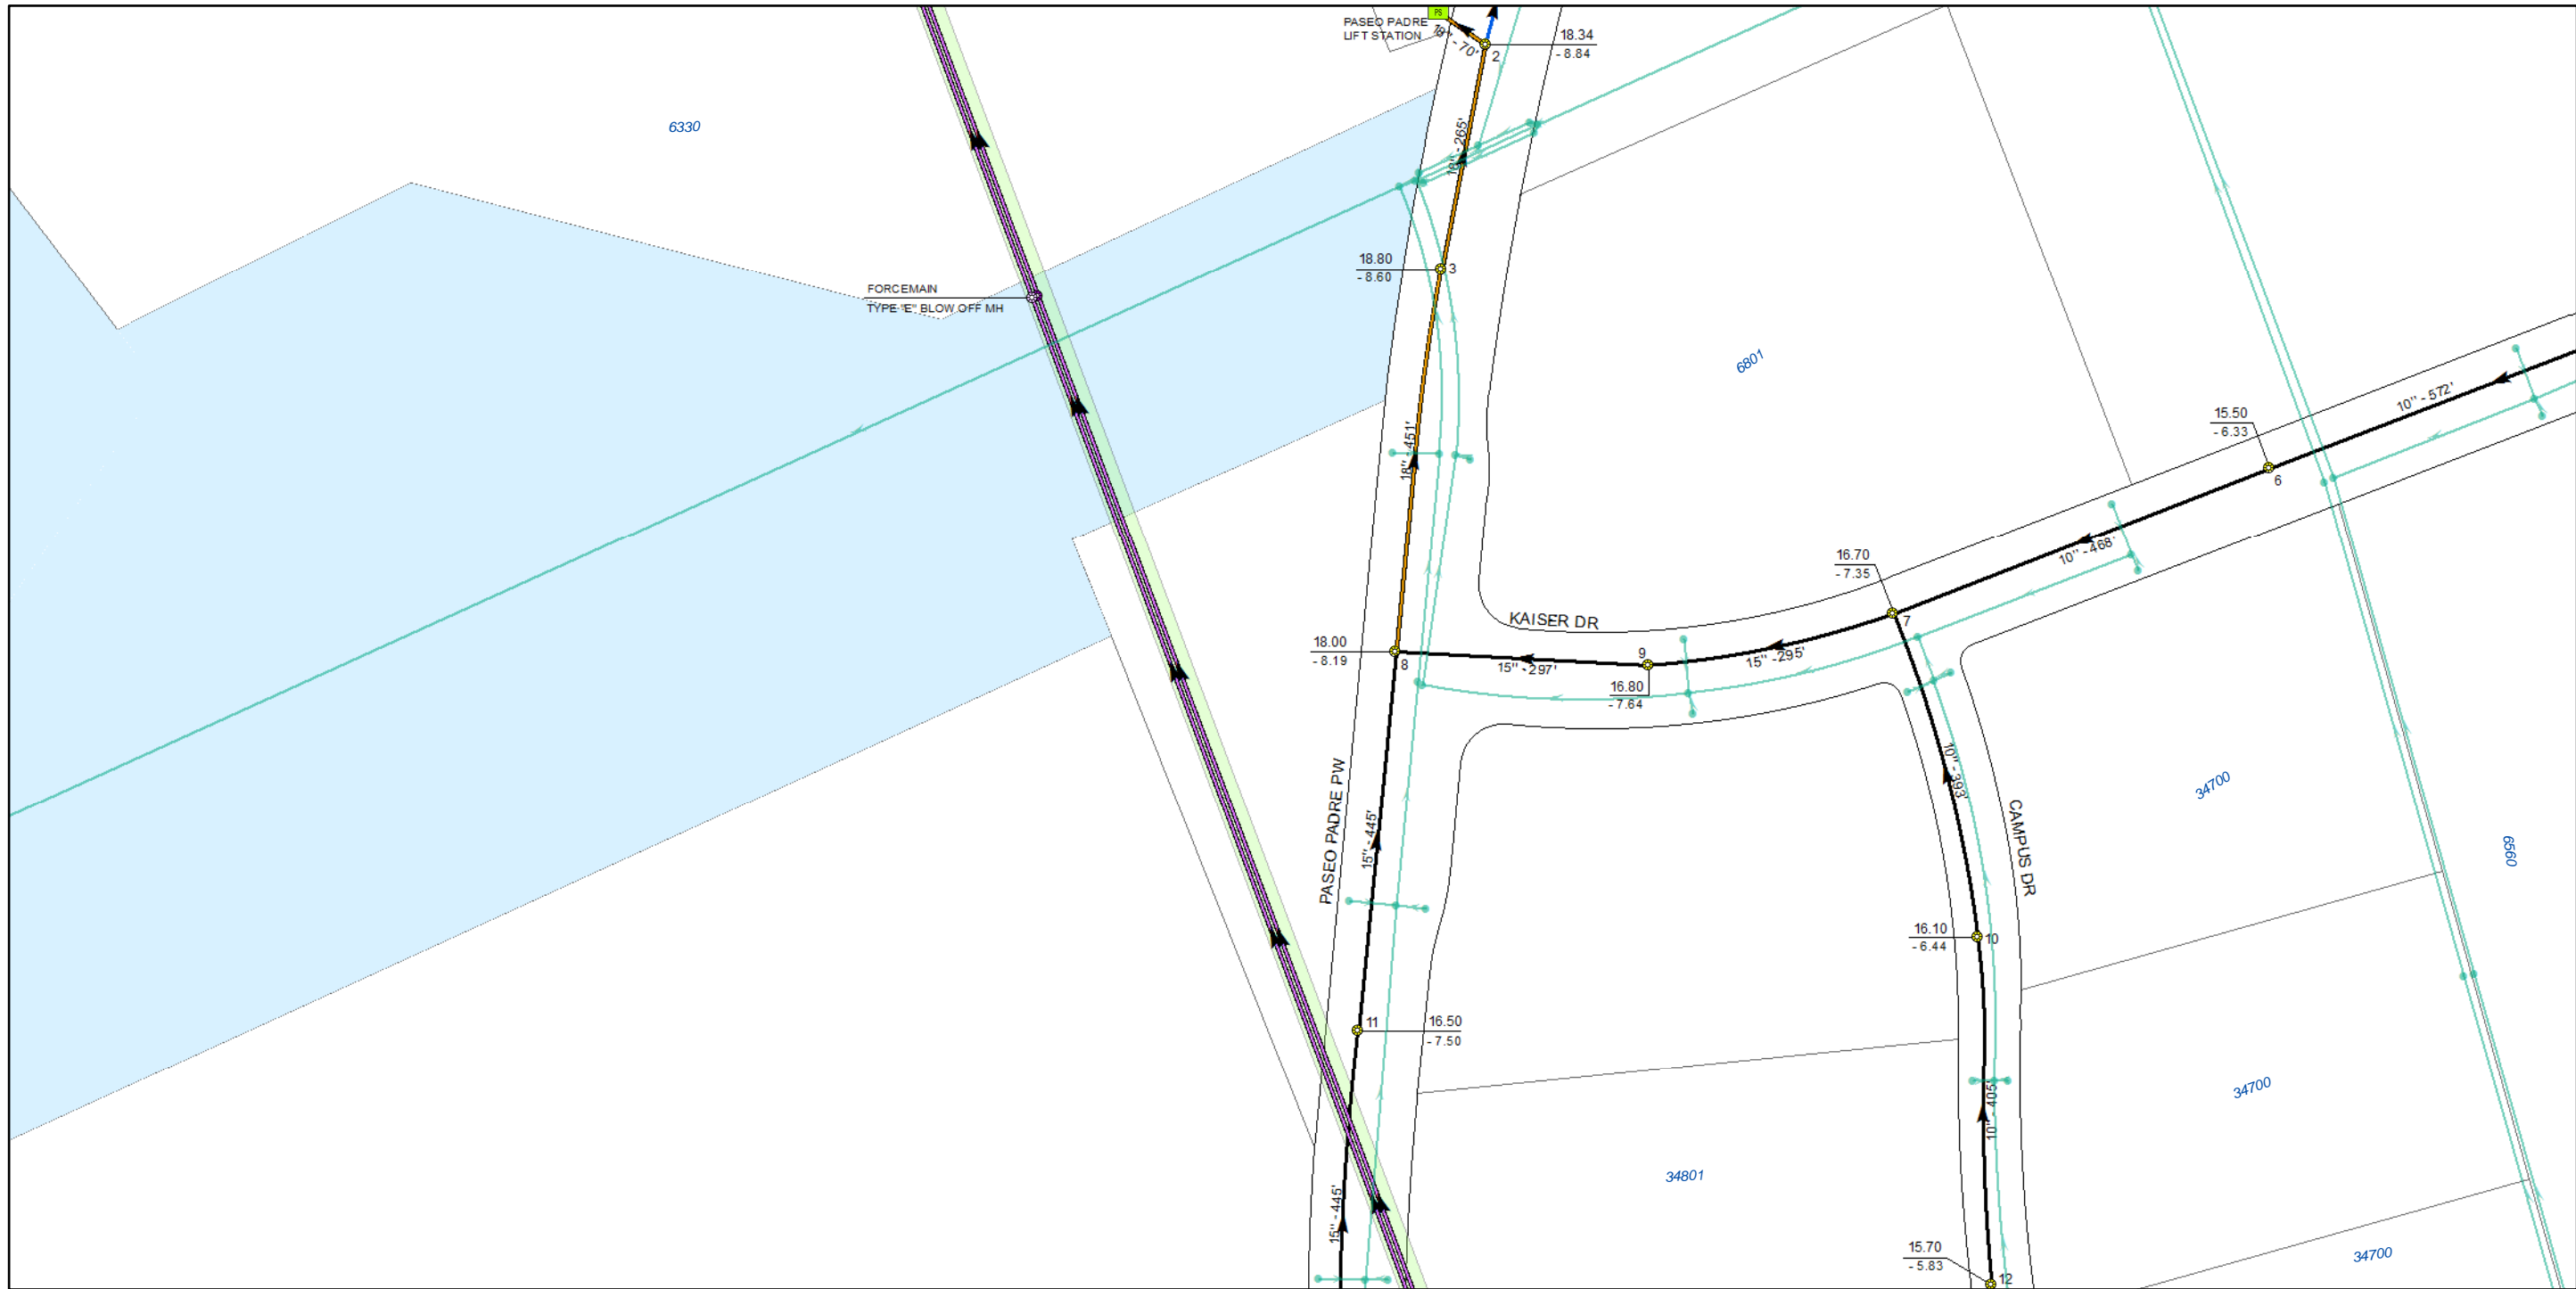 PS
PASEO PADRE
LIFT STATION
18" - 70'
2
18.34
- 8.84
6330
18" - 265'
18.80
- 8.60
3
FORCEMAIN
TYPE "E" BLOW OFF MH
6801
10" - 572'
15.50
- 6.33
6
18" - 451'
10" - 468'
16.70
- 7.35
7
KAISER DR
18.00
- 8.19
8
15" - 297'
9
15" - 295'
16.80
- 7.64
PASEO PADRE PW
15" - 445'
10" - 393'
CAMPUS DR
34700
6560
16.10
- 6.44
10
11
16.50
- 7.50
10" - 405'
34700
34801
15" - 445'
15.70
- 5.83
12
34700